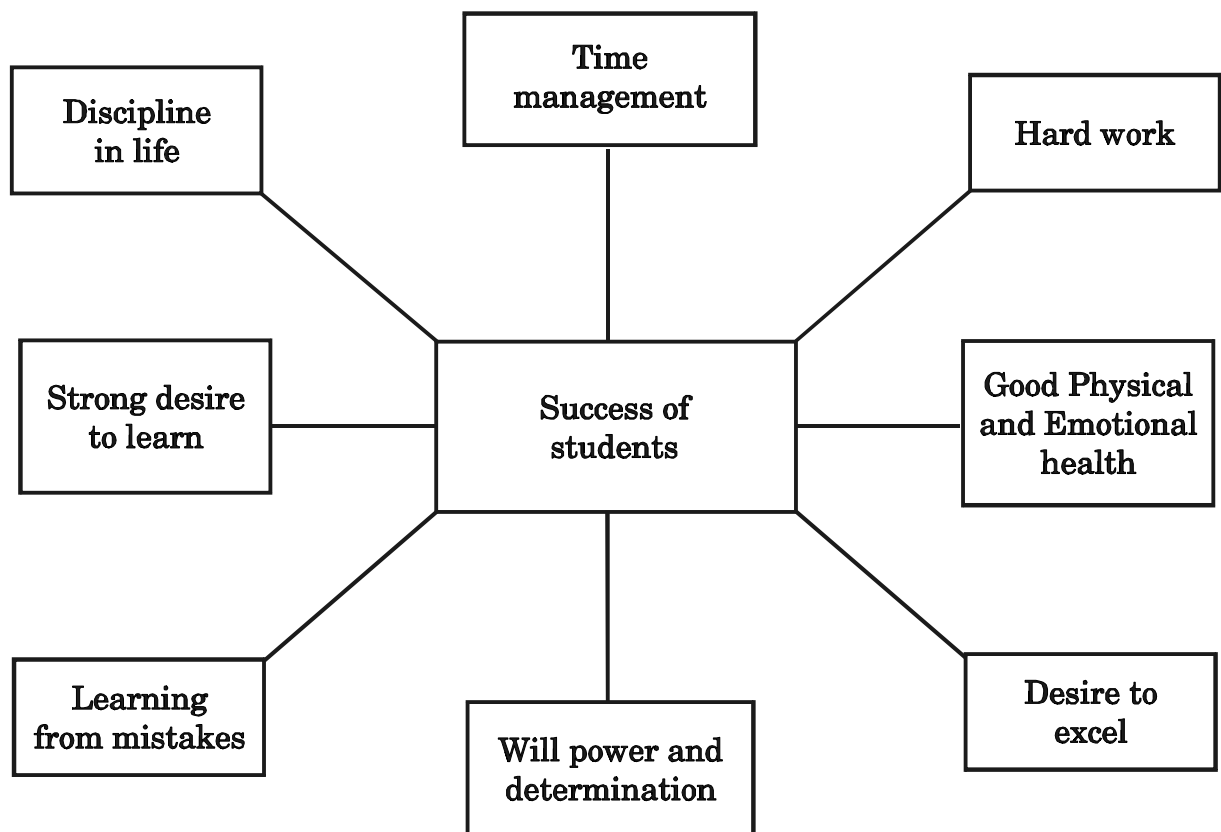 Time
management
Discipline
in life
Hard work
Strong desire
to learn
Success of
students
Good Physical
and Emotional
health
Learning
from mistakes
Will power and
determination
Desire to
excel